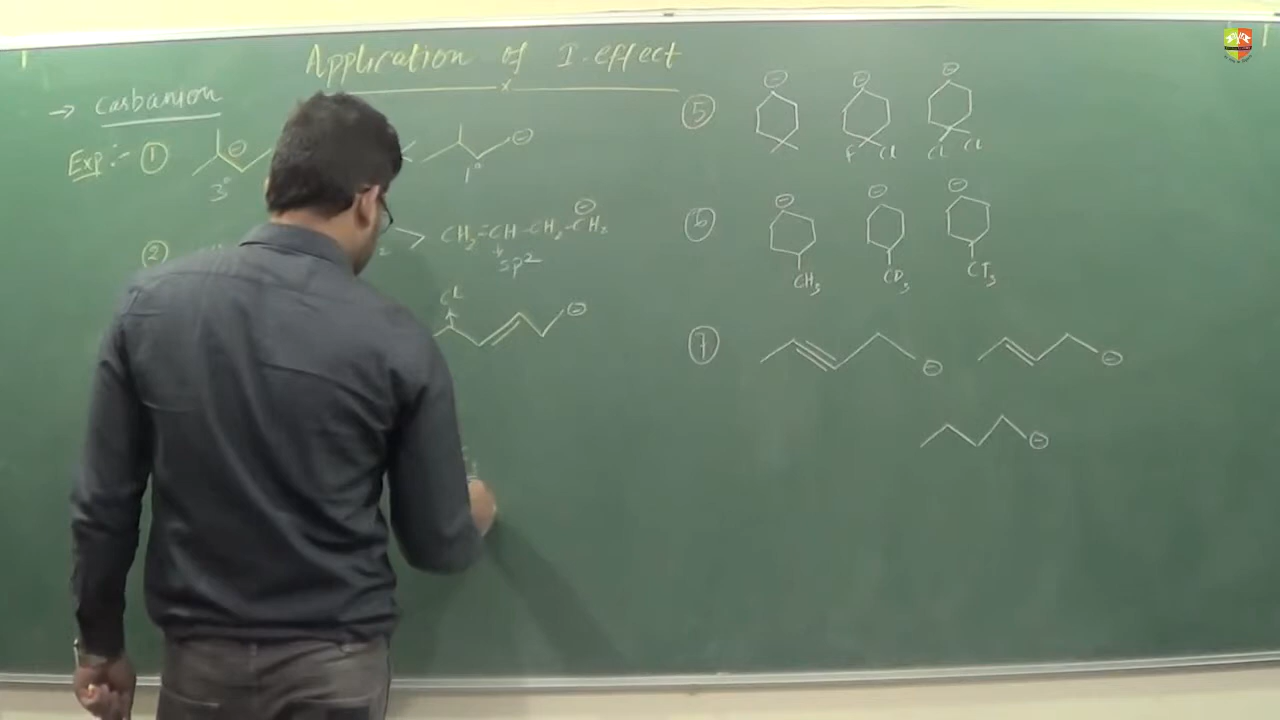 Application of I-effect
→ Carbanion
Exp :- ①
3° 1°
②
2 > CH2=CH-CH2-CH2
sp2
Cl
⑤
F Cl Cl Cl
⑥
CH3 CD3 CT3
⑦